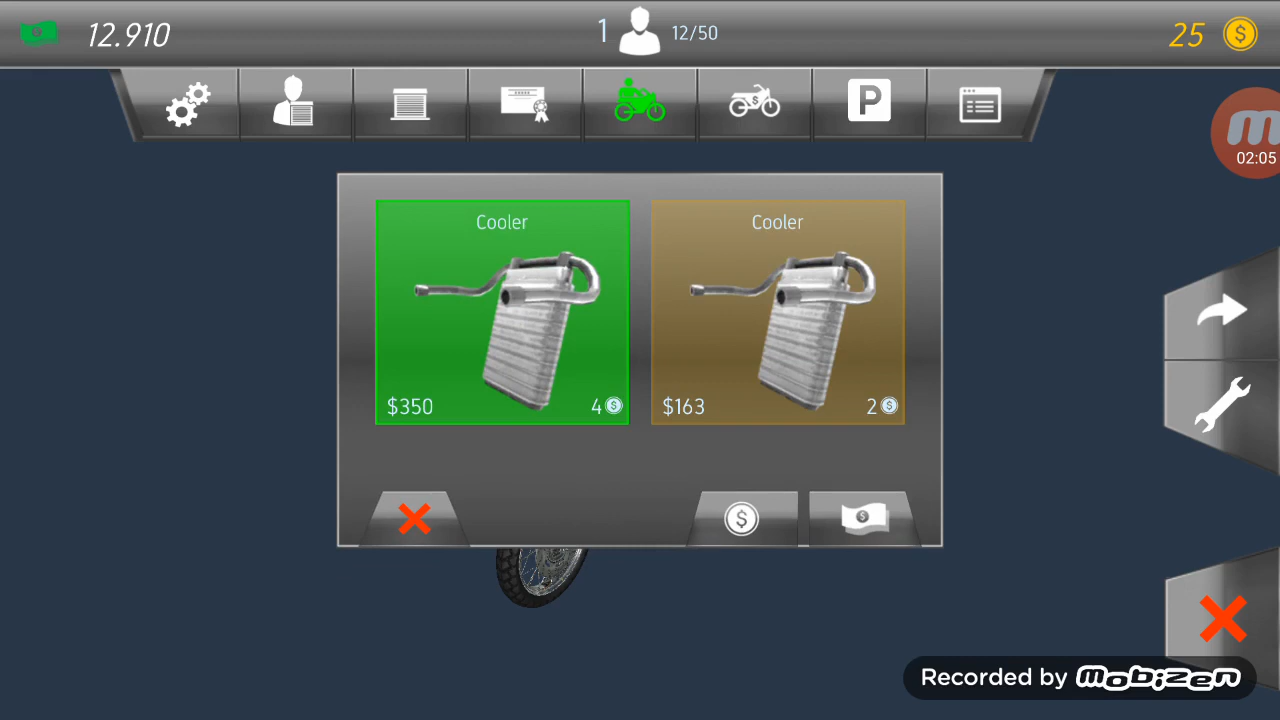 12.910
1
12/50
25
P
02:05
Cooler
$350
4
Cooler
$163
2
Recorded by mobizen